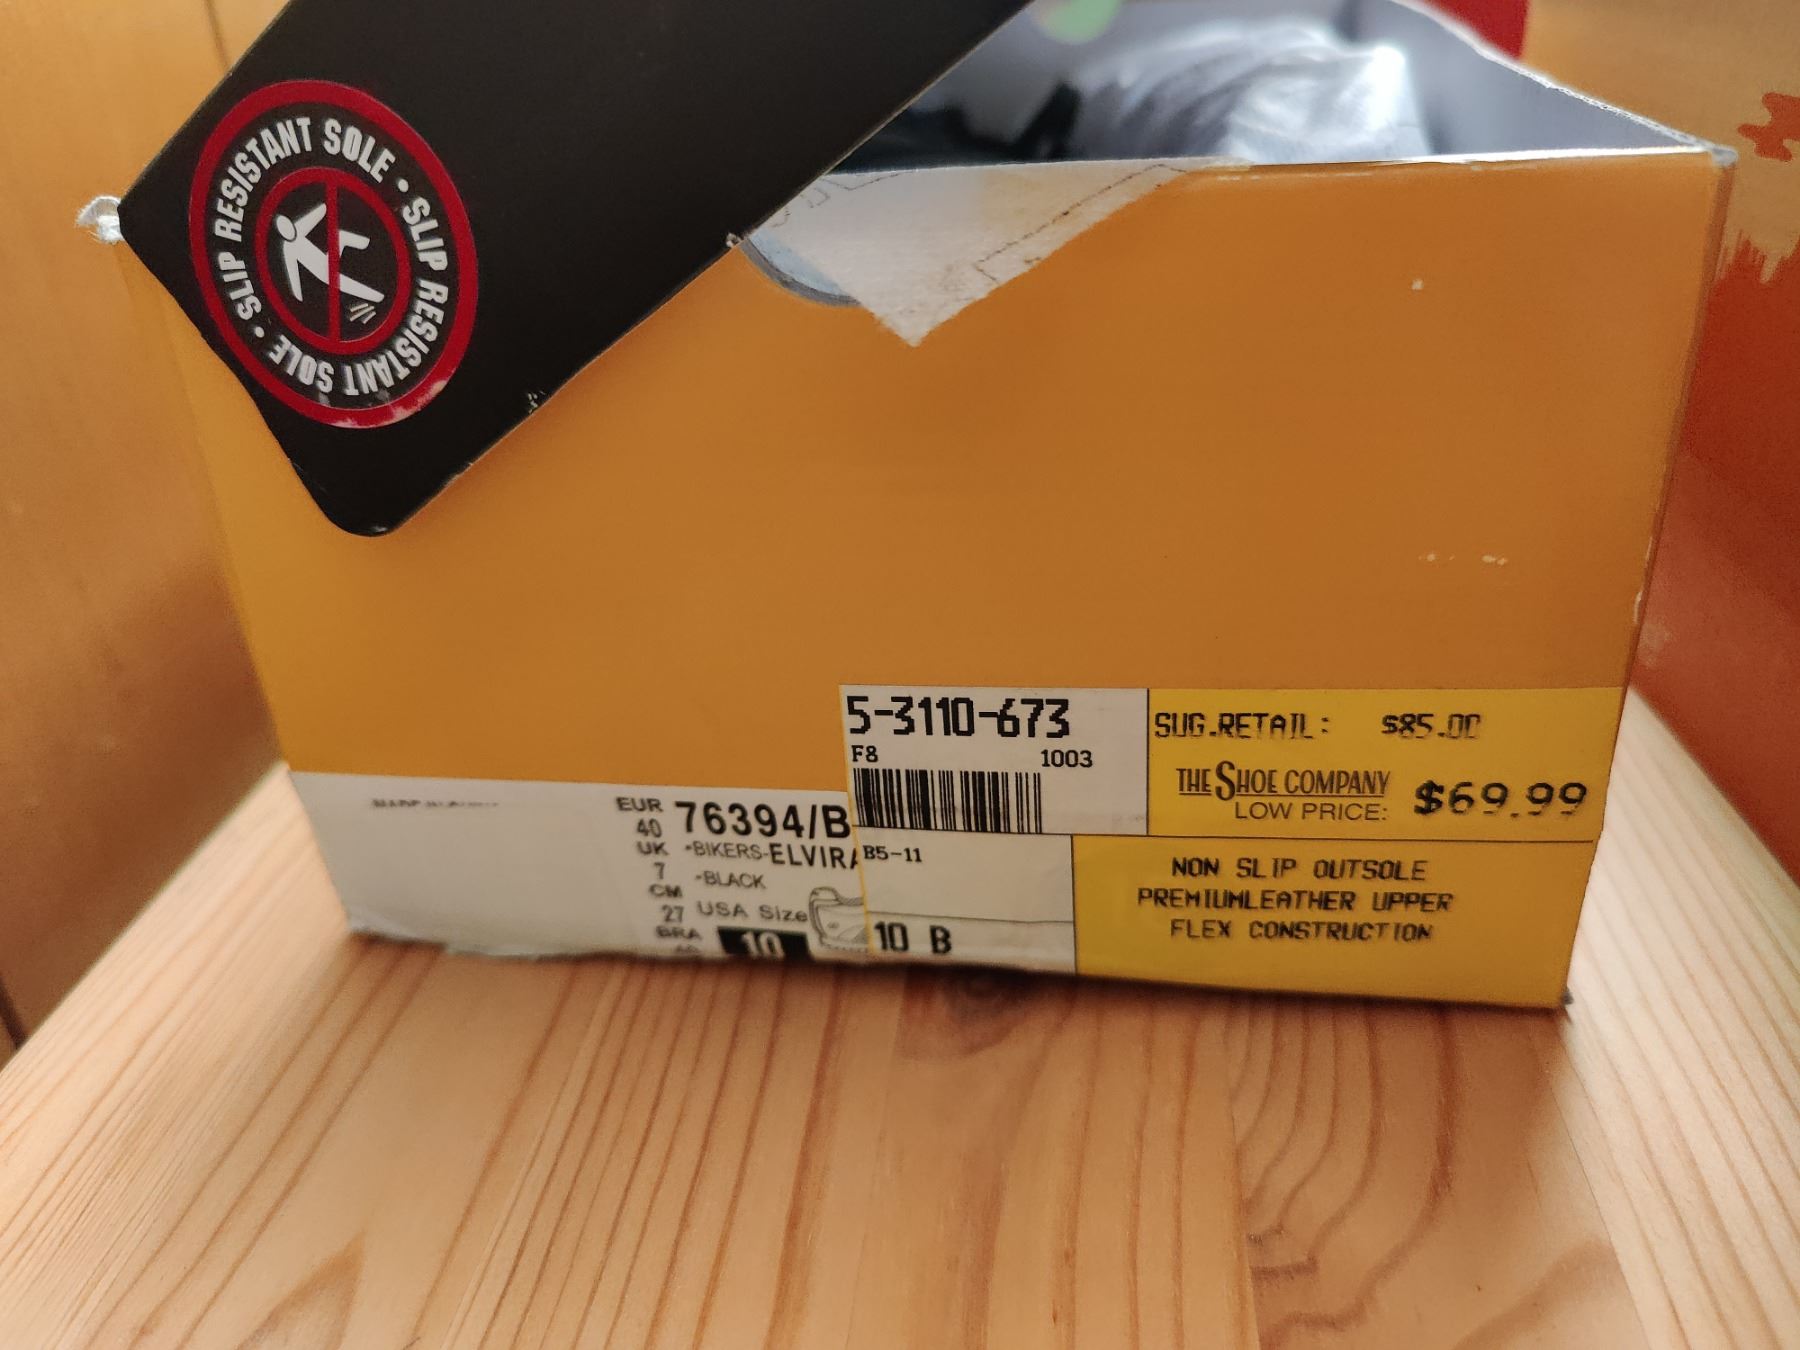 SLIP RESISTANT SOLE • SLIP RESISTANT SOLE •
5-3110-673
F8 1003
SUG.RETAIL: $85.00
THE SHOE COMPANY
LOW PRICE: $69.99
EUR
40
UK
7
CM
27
BRA
76394/B
-BIKERS-ELVIRA
-BLACK
USA Size
10
B5-11
10 B
NON SLIP OUTSOLE
PREMIUMLEATHER UPPER
FLEX CONSTRUCTION